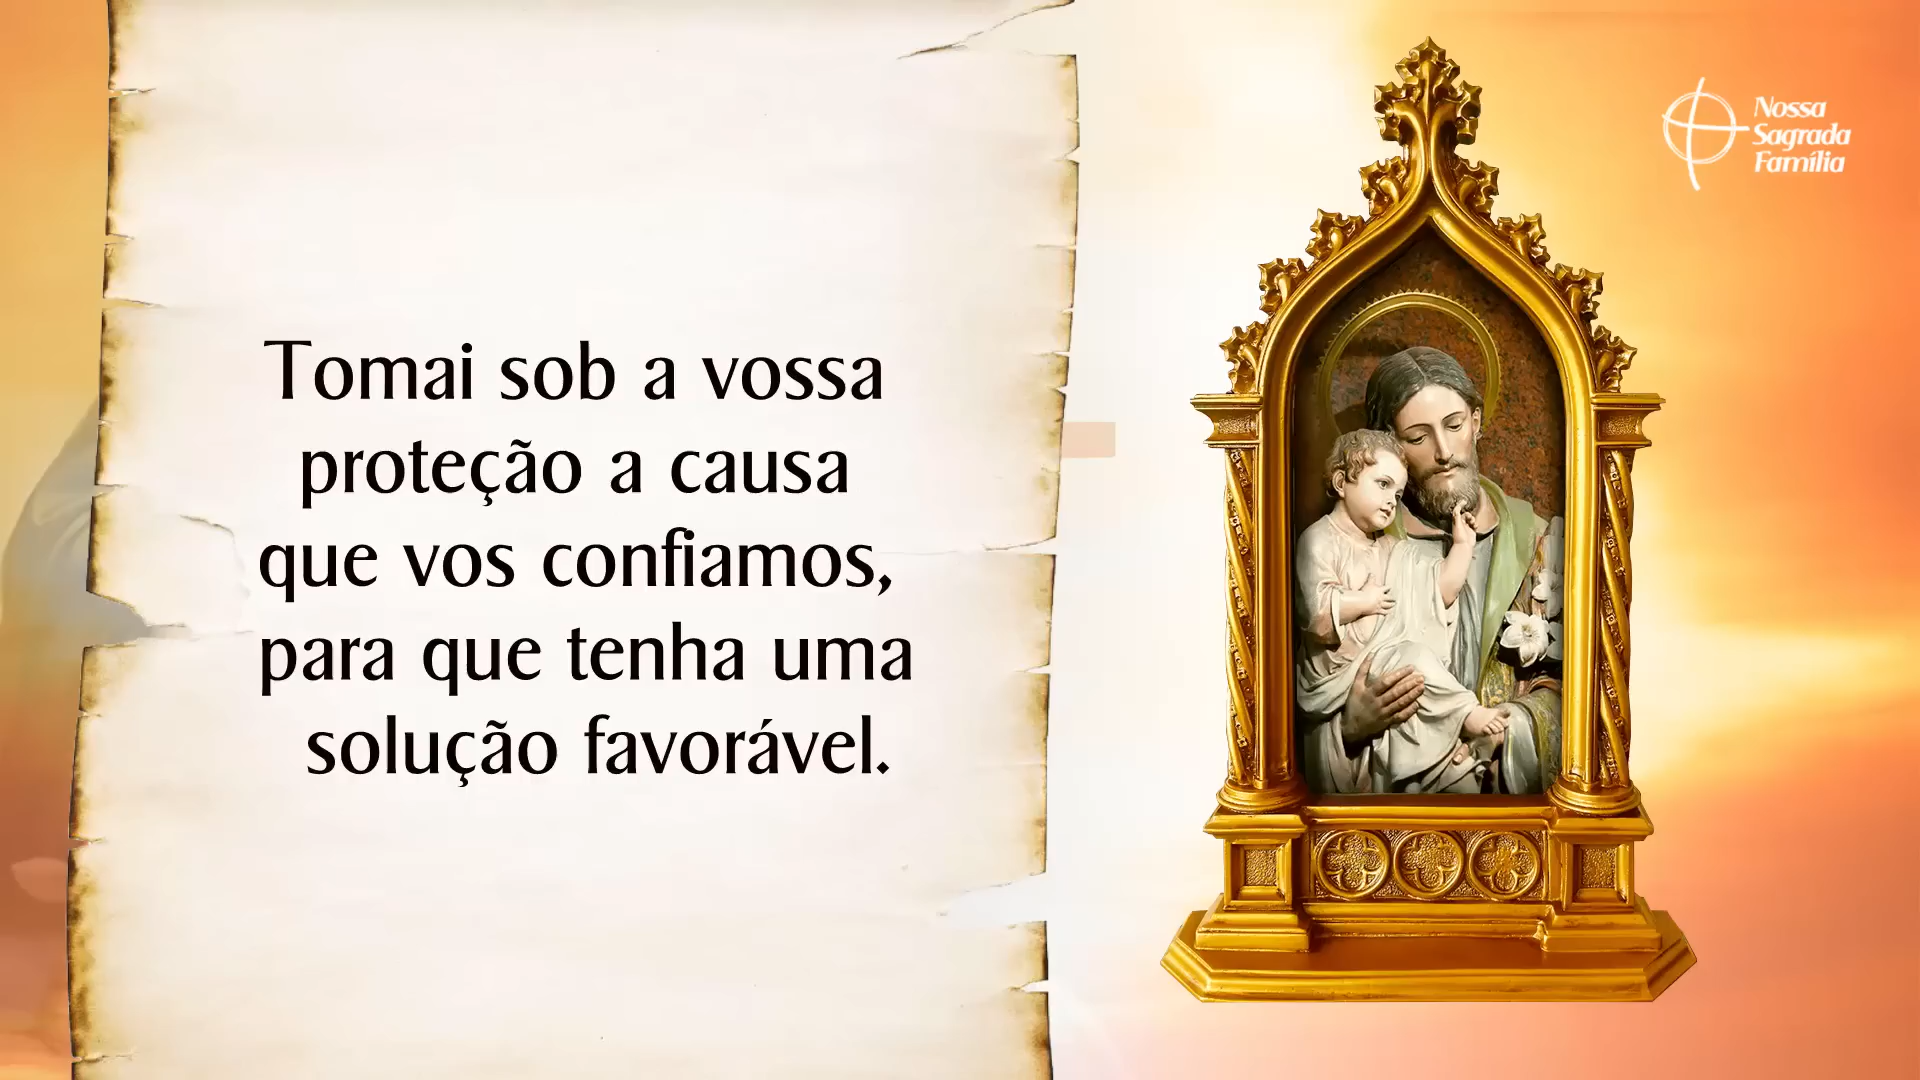 Tomai sob a vossa
proteção a causa
que vos confiamos,
para que tenha uma
solução favorável.
Nossa
Sagrada
Família